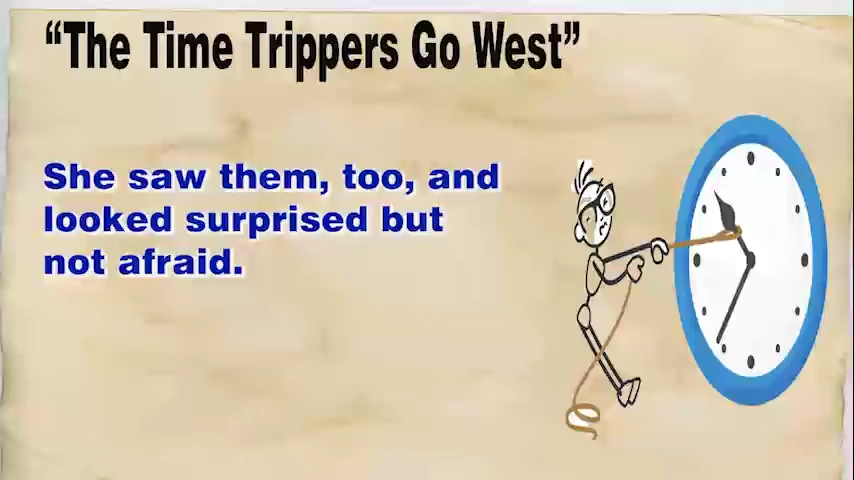 “The Time Trippers Go West”
She saw them, too, and
looked surprised but
not afraid.